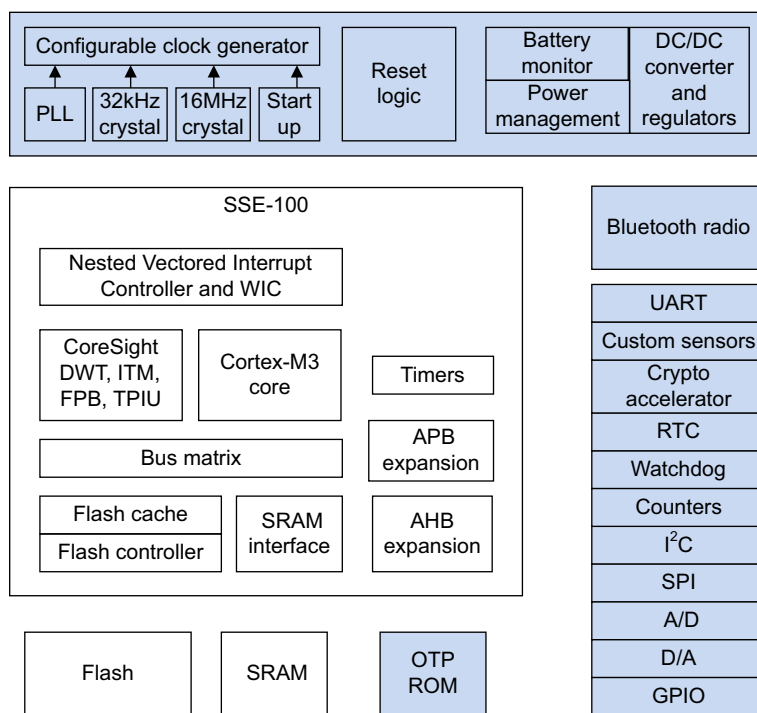 Configurable clock generator
PLL
32kHz
crystal
16MHz
crystal
Start
up
Reset
logic
Battery
monitor
Power
management
DC/DC
converter
and
regulators
SSE-100
Nested Vectored Interrupt
Controller and WIC
CoreSight
DWT, ITM,
FPB, TPIU
Cortex-M3
core
Timers
Bus matrix
APB
expansion
Flash cache
Flash controller
SRAM
interface
AHB
expansion
Flash
SRAM
OTP
ROM
Bluetooth radio
UART
Custom sensors
Crypto
accelerator
RTC
Watchdog
Counters
I²C
SPI
A/D
D/A
GPIO